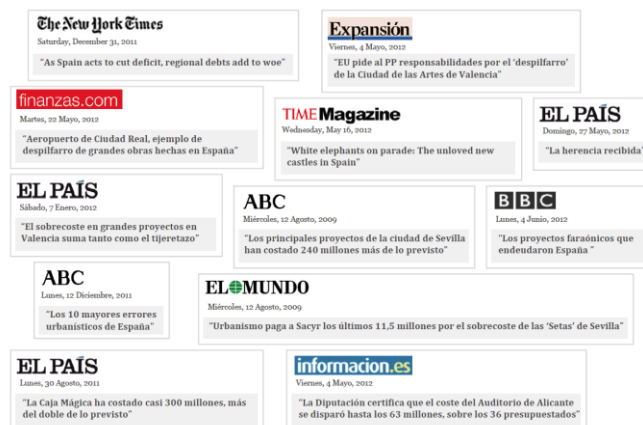 The New York Times
Saturday, December 31, 2011
"As Spain acts to cut deficit, regional debts add to woe"
Expansión
Viernes, 4 Mayo, 2012
"EU pide al PP responsabilidades por el 'despilfarro'
de la Ciudad de las Artes de Valencia"
finanzas.com
Martes, 22 Mayo, 2012
"Aeropuerto de Ciudad Real, ejemplo de
despilfarro de grandes obras hechas en España"
TIME Magazine
Wednesday, May 16, 2012
"White elephants on parade: The unloved new
castles in Spain"
EL PAÍS
Domingo, 27 Mayo, 2012
"La herencia recibida"
EL PAÍS
Sábado, 7 Enero, 2012
"El sobrecoste en grandes proyectos en
Valencia suma tanto como el tijeretazo"
ABC
Miércoles, 12 Agosto, 2009
"Los principales proyectos de la ciudad de Sevilla
han costado 240 millones más de lo previsto"
BBC
Lunes, 4 Junio, 2012
"Los proyectos faraónicos que
endeudaron España "
ABC
Lunes, 12 Diciembre, 2011
"Los 10 mayores errores
urbanísticos de España"
EL MUNDO
Miércoles, 12 Agosto, 2009
"Urbanismo paga a Sacyr los últimos 11,5 millones por el sobrecoste de las 'Setas' de Sevilla"
EL PAÍS
Lunes, 30 Agosto, 2011
"La Caja Mágica ha costado casi 300 millones, más
del doble de lo previsto"
informacion.es
Viernes, 4 Mayo, 2012
"La Diputación certifica que el coste del Auditorio de Alicante
se disparó hasta los 63 millones, sobre los 36 presupuestados"